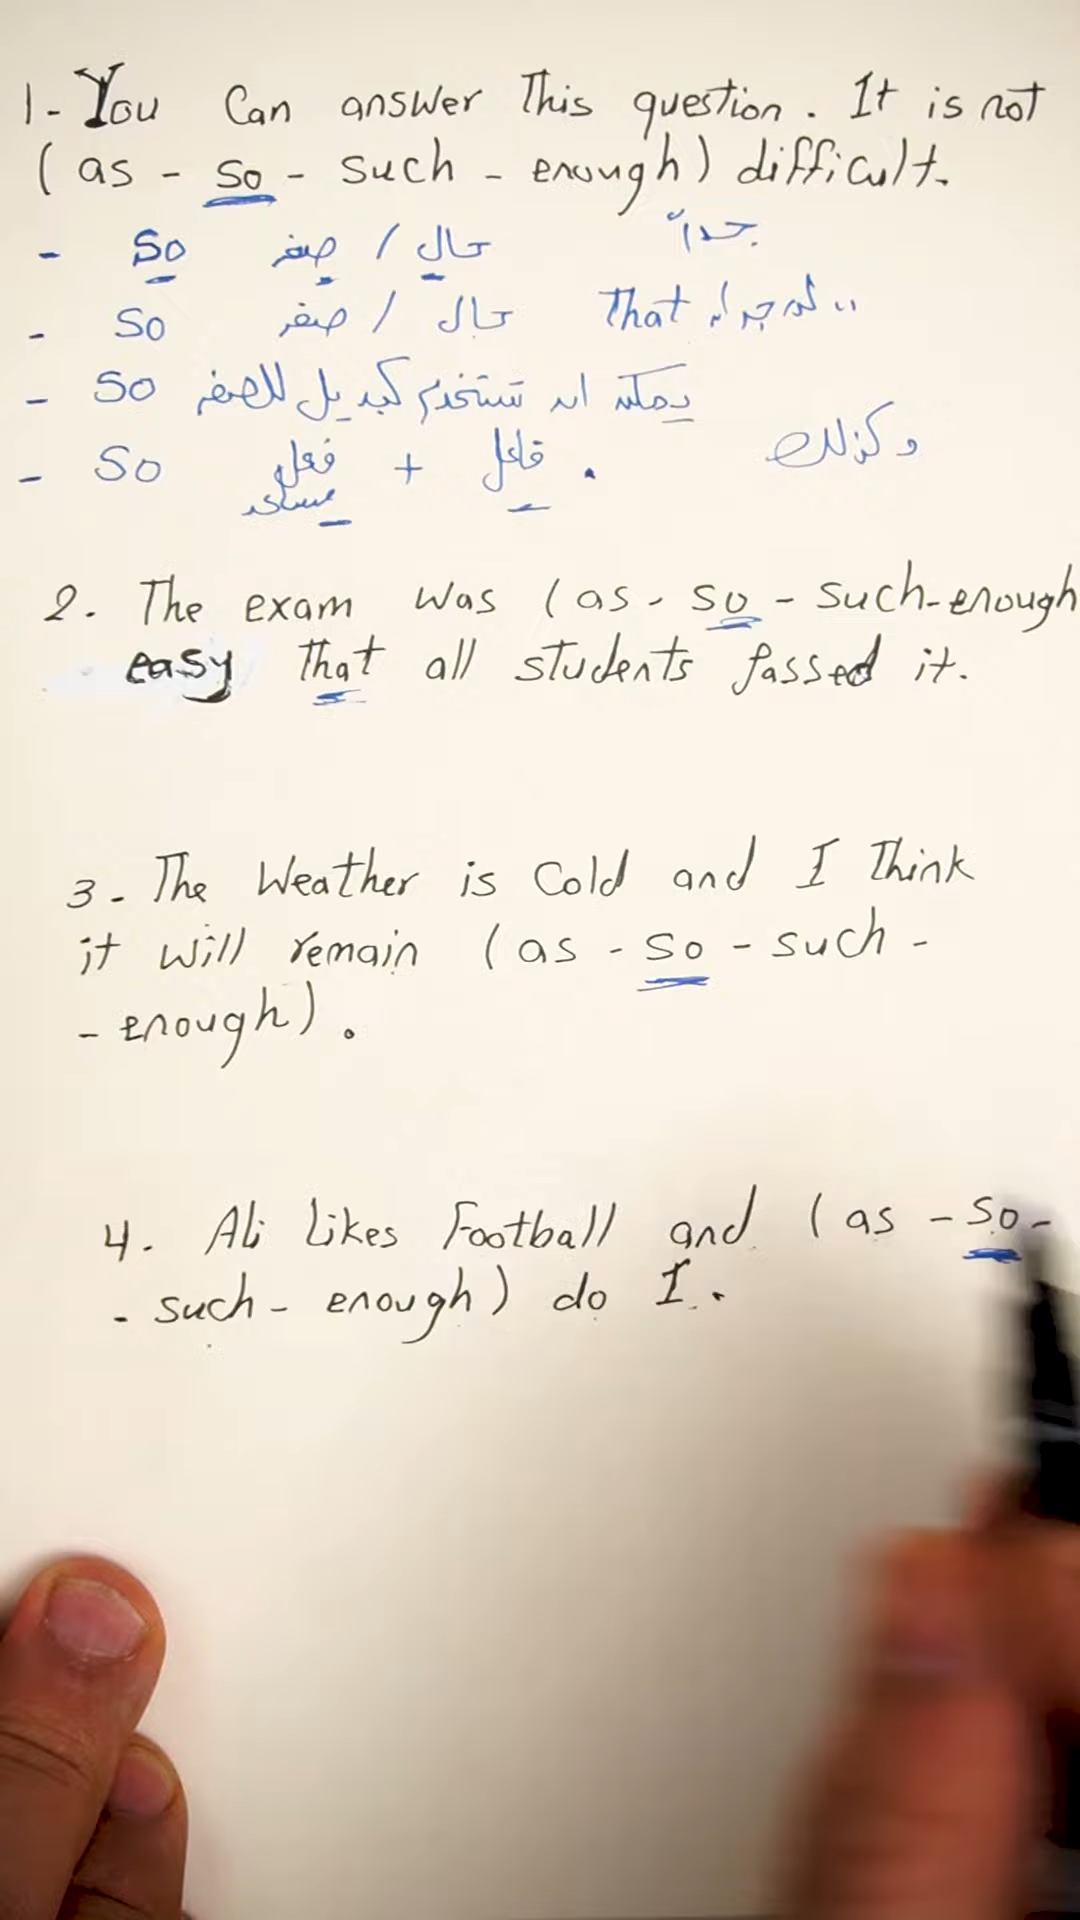 1- You Can answer This question. It is not
( as - so - such - enough ) difficult.
- so صفه / حال جداً
- so صفه / حال That لدرجة ان ..
- so يمكن ان تستخدم كبديل للصفه
- so فعل مساعد + فاعل . وكذلك
2. The exam was ( as - so - such - enough
easy That all students passed it.
3 - The Weather is Cold and I Think
it will remain ( as - so - such -
- enough ) .
4. Ali likes Football and ( as - so -
- such - enough ) do I.